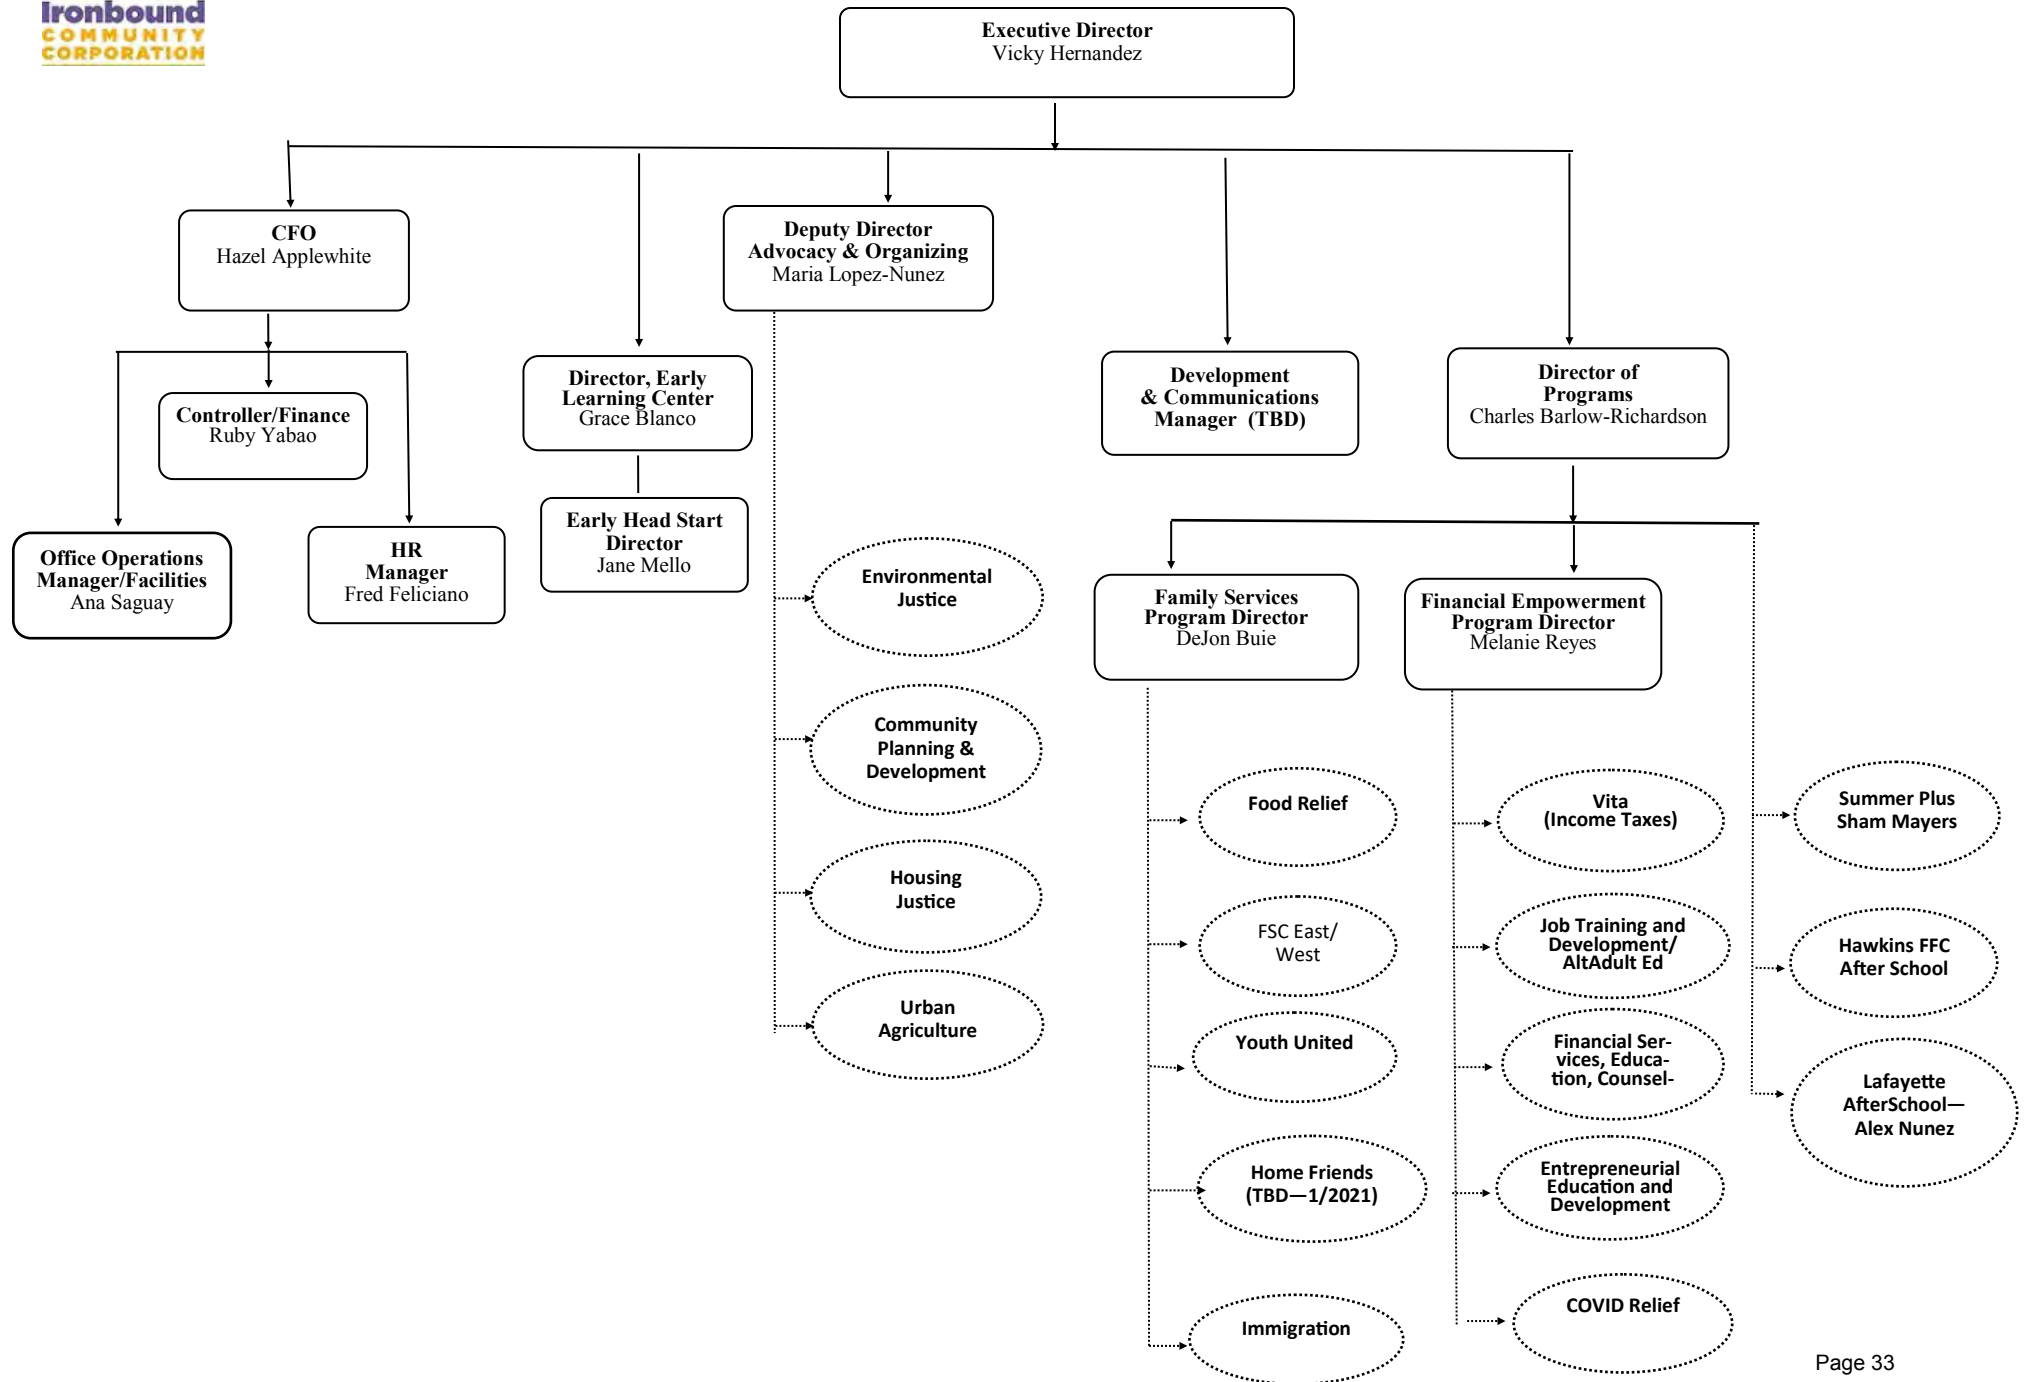 Ironbound
COMMUNITY
CORPORATION
Executive Director
Vicky Hernandez
CFO
Hazel Applewhite
Deputy Director
Advocacy & Organizing
Maria Lopez-Nunez
Controller/Finance
Ruby Yabao
Director, Early
Learning Center
Grace Blanco
Development
& Communications
Manager (TBD)
Director of
Programs
Charles Barlow-Richardson
Office Operations
Manager/Facilities
Ana Saguay
HR
Manager
Fred Feliciano
Early Head Start
Director
Jane Mello
Environmental
Justice
Community
Planning &
Development
Housing
Justice
Urban
Agriculture
Family Services
Program Director
DeJon Buie
Financial Empowerment
Program Director
Melanie Reyes
Food Relief
FSC East/
West
Youth United
Home Friends
(TBD—1/2021)
Immigration
Vita
(Income Taxes)
Job Training and
Development/
AltAdult Ed
Financial Ser-
vices, Educa-
tion, Counsel-
Entrepreneurial
Education and
Development
COVID Relief
Summer Plus
Sham Mayers
Hawkins FFC
After School
Lafayette
AfterSchool—
Alex Nunez
Page 33